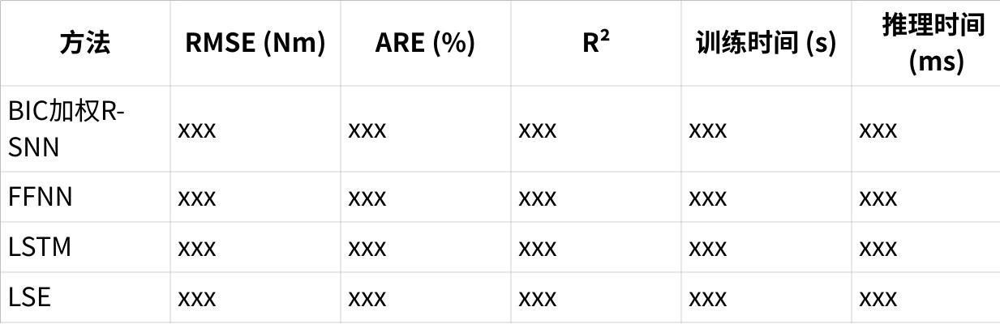 方法 RMSE (Nm) ARE (%) R² 训练时间 (s) 推理时间 (ms)
BIC加权R-SNN xxx xxx xxx xxx xxx
FFNN xxx xxx xxx xxx xxx
LSTM xxx xxx xxx xxx xxx
LSE xxx xxx xxx xxx xxx